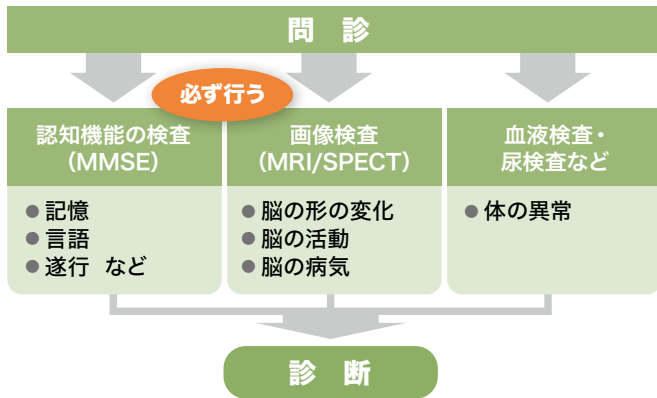 問 診
必ず行う
認知機能の検査
（MMSE）
● 記憶
● 言語
● 遂行 など
画像検査
（MRI/SPECT）
● 脳の形の変化
● 脳の活動
● 脳の病気
血液検査・
尿検査など
● 体の異常
診 断